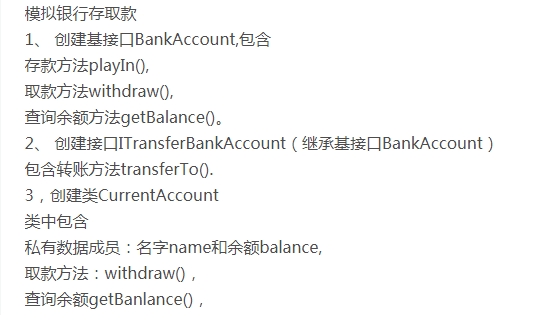 模拟银行存取款
1、 创建基接口BankAccount,包含
存款方法playIn(),
取款方法withdraw(),
查询余额方法getBalance()。
2、 创建接口ITransferBankAccount（继承基接口BankAccount）
包含转账方法transferTo().
3，创建类CurrentAccount
类中包含
私有数据成员：名字name和余额balance,
取款方法：withdraw()，
查询余额getBanlance()，